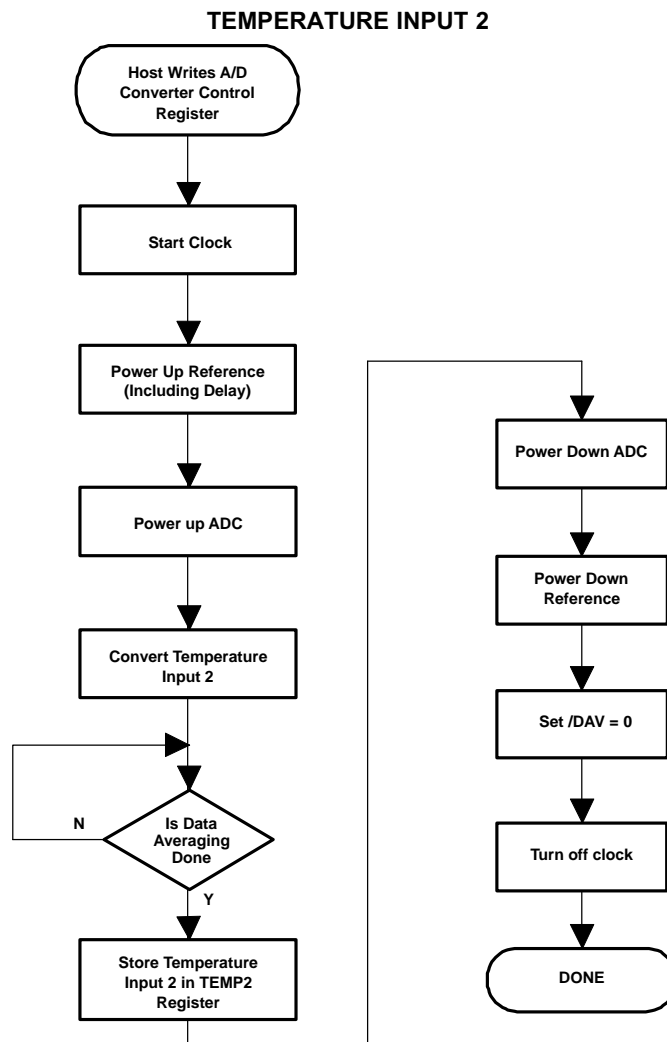 TEMPERATURE INPUT 2
Host Writes A/D
Converter Control
Register
Start Clock
Power Up Reference
(Including Delay)
Power up ADC
Convert Temperature
Input 2
N
Is Data
Averaging
Done
Y
Store Temperature
Input 2 in TEMP2
Register
Power Down ADC
Power Down
Reference
Set /DAV = 0
Turn off clock
DONE